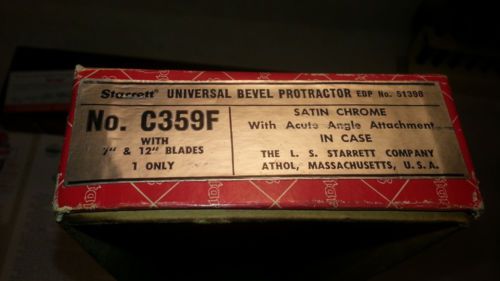 Starrett UNIVERSAL BEVEL PROTRACTOR EDP No. 51398
No. C359F
WITH
7" & 12" BLADES
1 ONLY
SATIN CHROME
With Acute Angle Attachment
IN CASE
THE L. S. STARRETT COMPANY
ATHOL, MASSACHUSETTS, U.S.A.